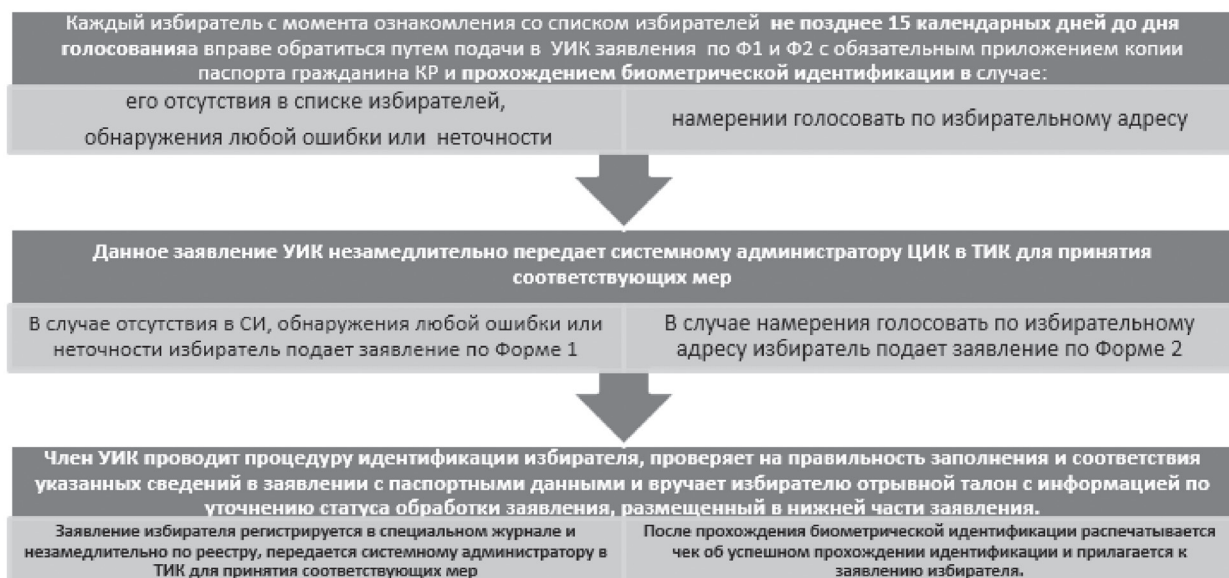 Каждый избиратель с момента ознакомления со списком избирателей не позднее 15 календарных дней до дня
голосованияа вправе обратиться путем подачи в УИК заявления по Ф1 и Ф2 с обязательным приложением копии
паспорта гражданина КР и прохождением биометрической идентификации в случае:
его отсутствия в списке избирателей,
обнаружения любой ошибки или неточности
намерении голосовать по избирательному адресу
Данное заявление УИК незамедлительно передает системному администратору ЦИК в ТИК для принятия
соответствующих мер
В случае отсутствия в СИ, обнаружения любой ошибки или
неточности избиратель подает заявление по Форме 1
В случае намерения голосовать по избирательному
адресу избиратель подает заявление по Форме 2
Член УИК проводит процедуру идентификации избирателя, проверяет на правильность заполнения и соответствия
указанных сведений в заявлении с паспортными данными и вручает избирателю отрывной талон с информацией по
уточнению статуса обработки заявления, размещенный в нижней части заявления.
Заявление избирателя регистрируется в специальном журнале и
незамедлительно по реестру, передается системному администратору в
ТИК для принятия соответствующих мер
После прохождения биометрической идентификации распечатывается
чек об успешном прохождении идентификации и прилагается к
заявлению избирателя.